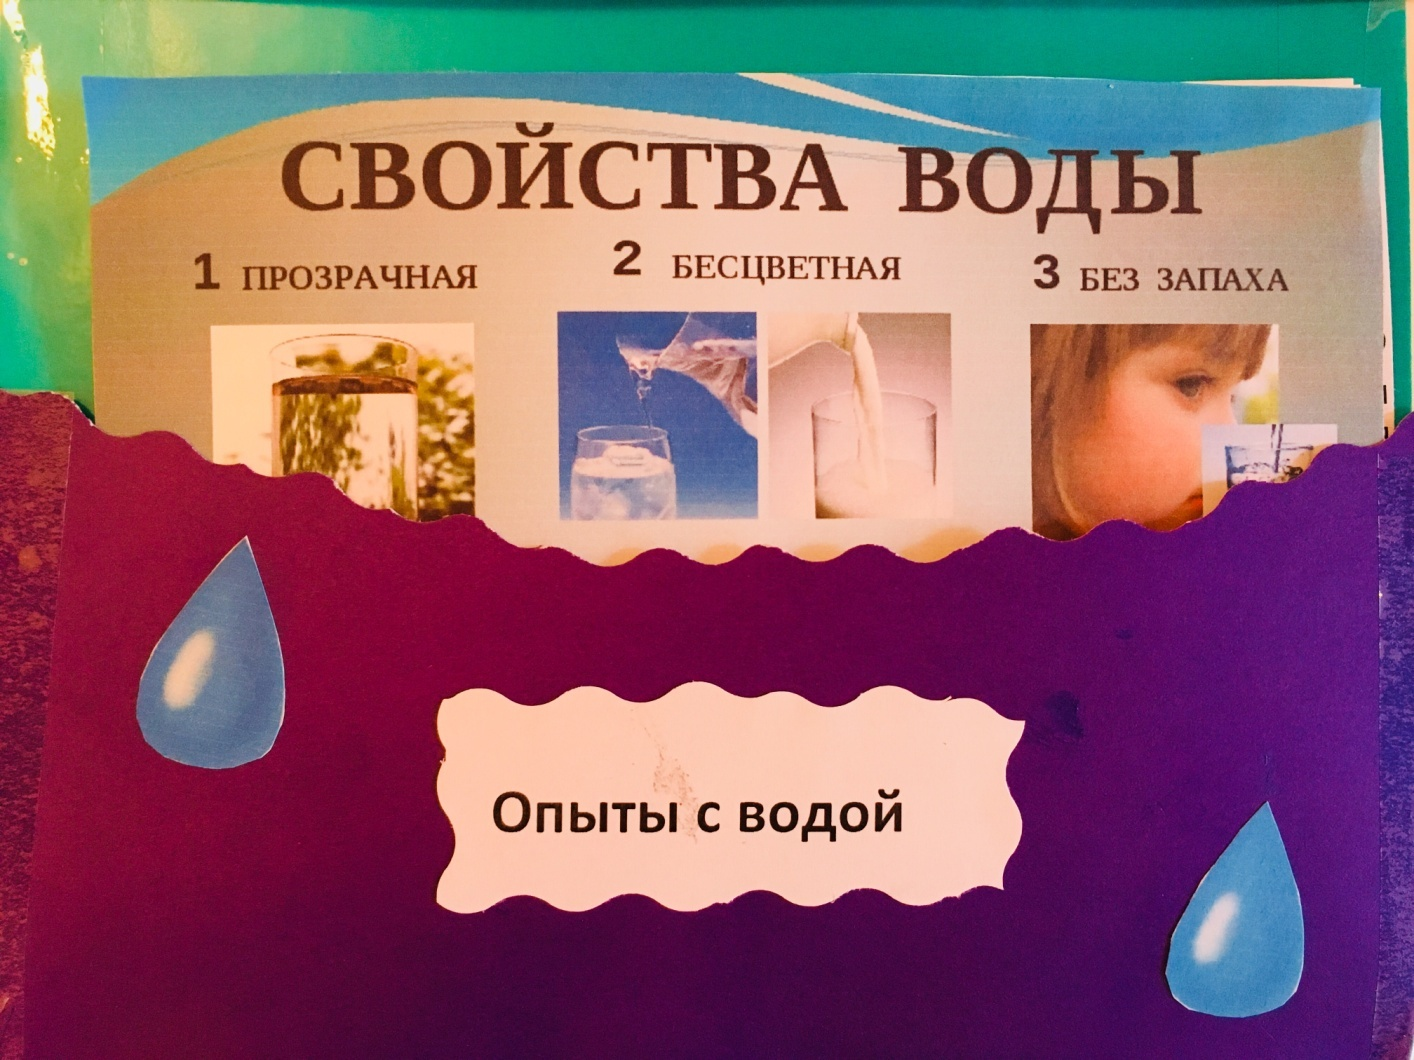 СВОЙСТВА ВОДЫ
1 ПРОЗРАЧНАЯ 2 БЕСЦВЕТНАЯ 3 БЕЗ ЗАПАХА
Опыты с водой